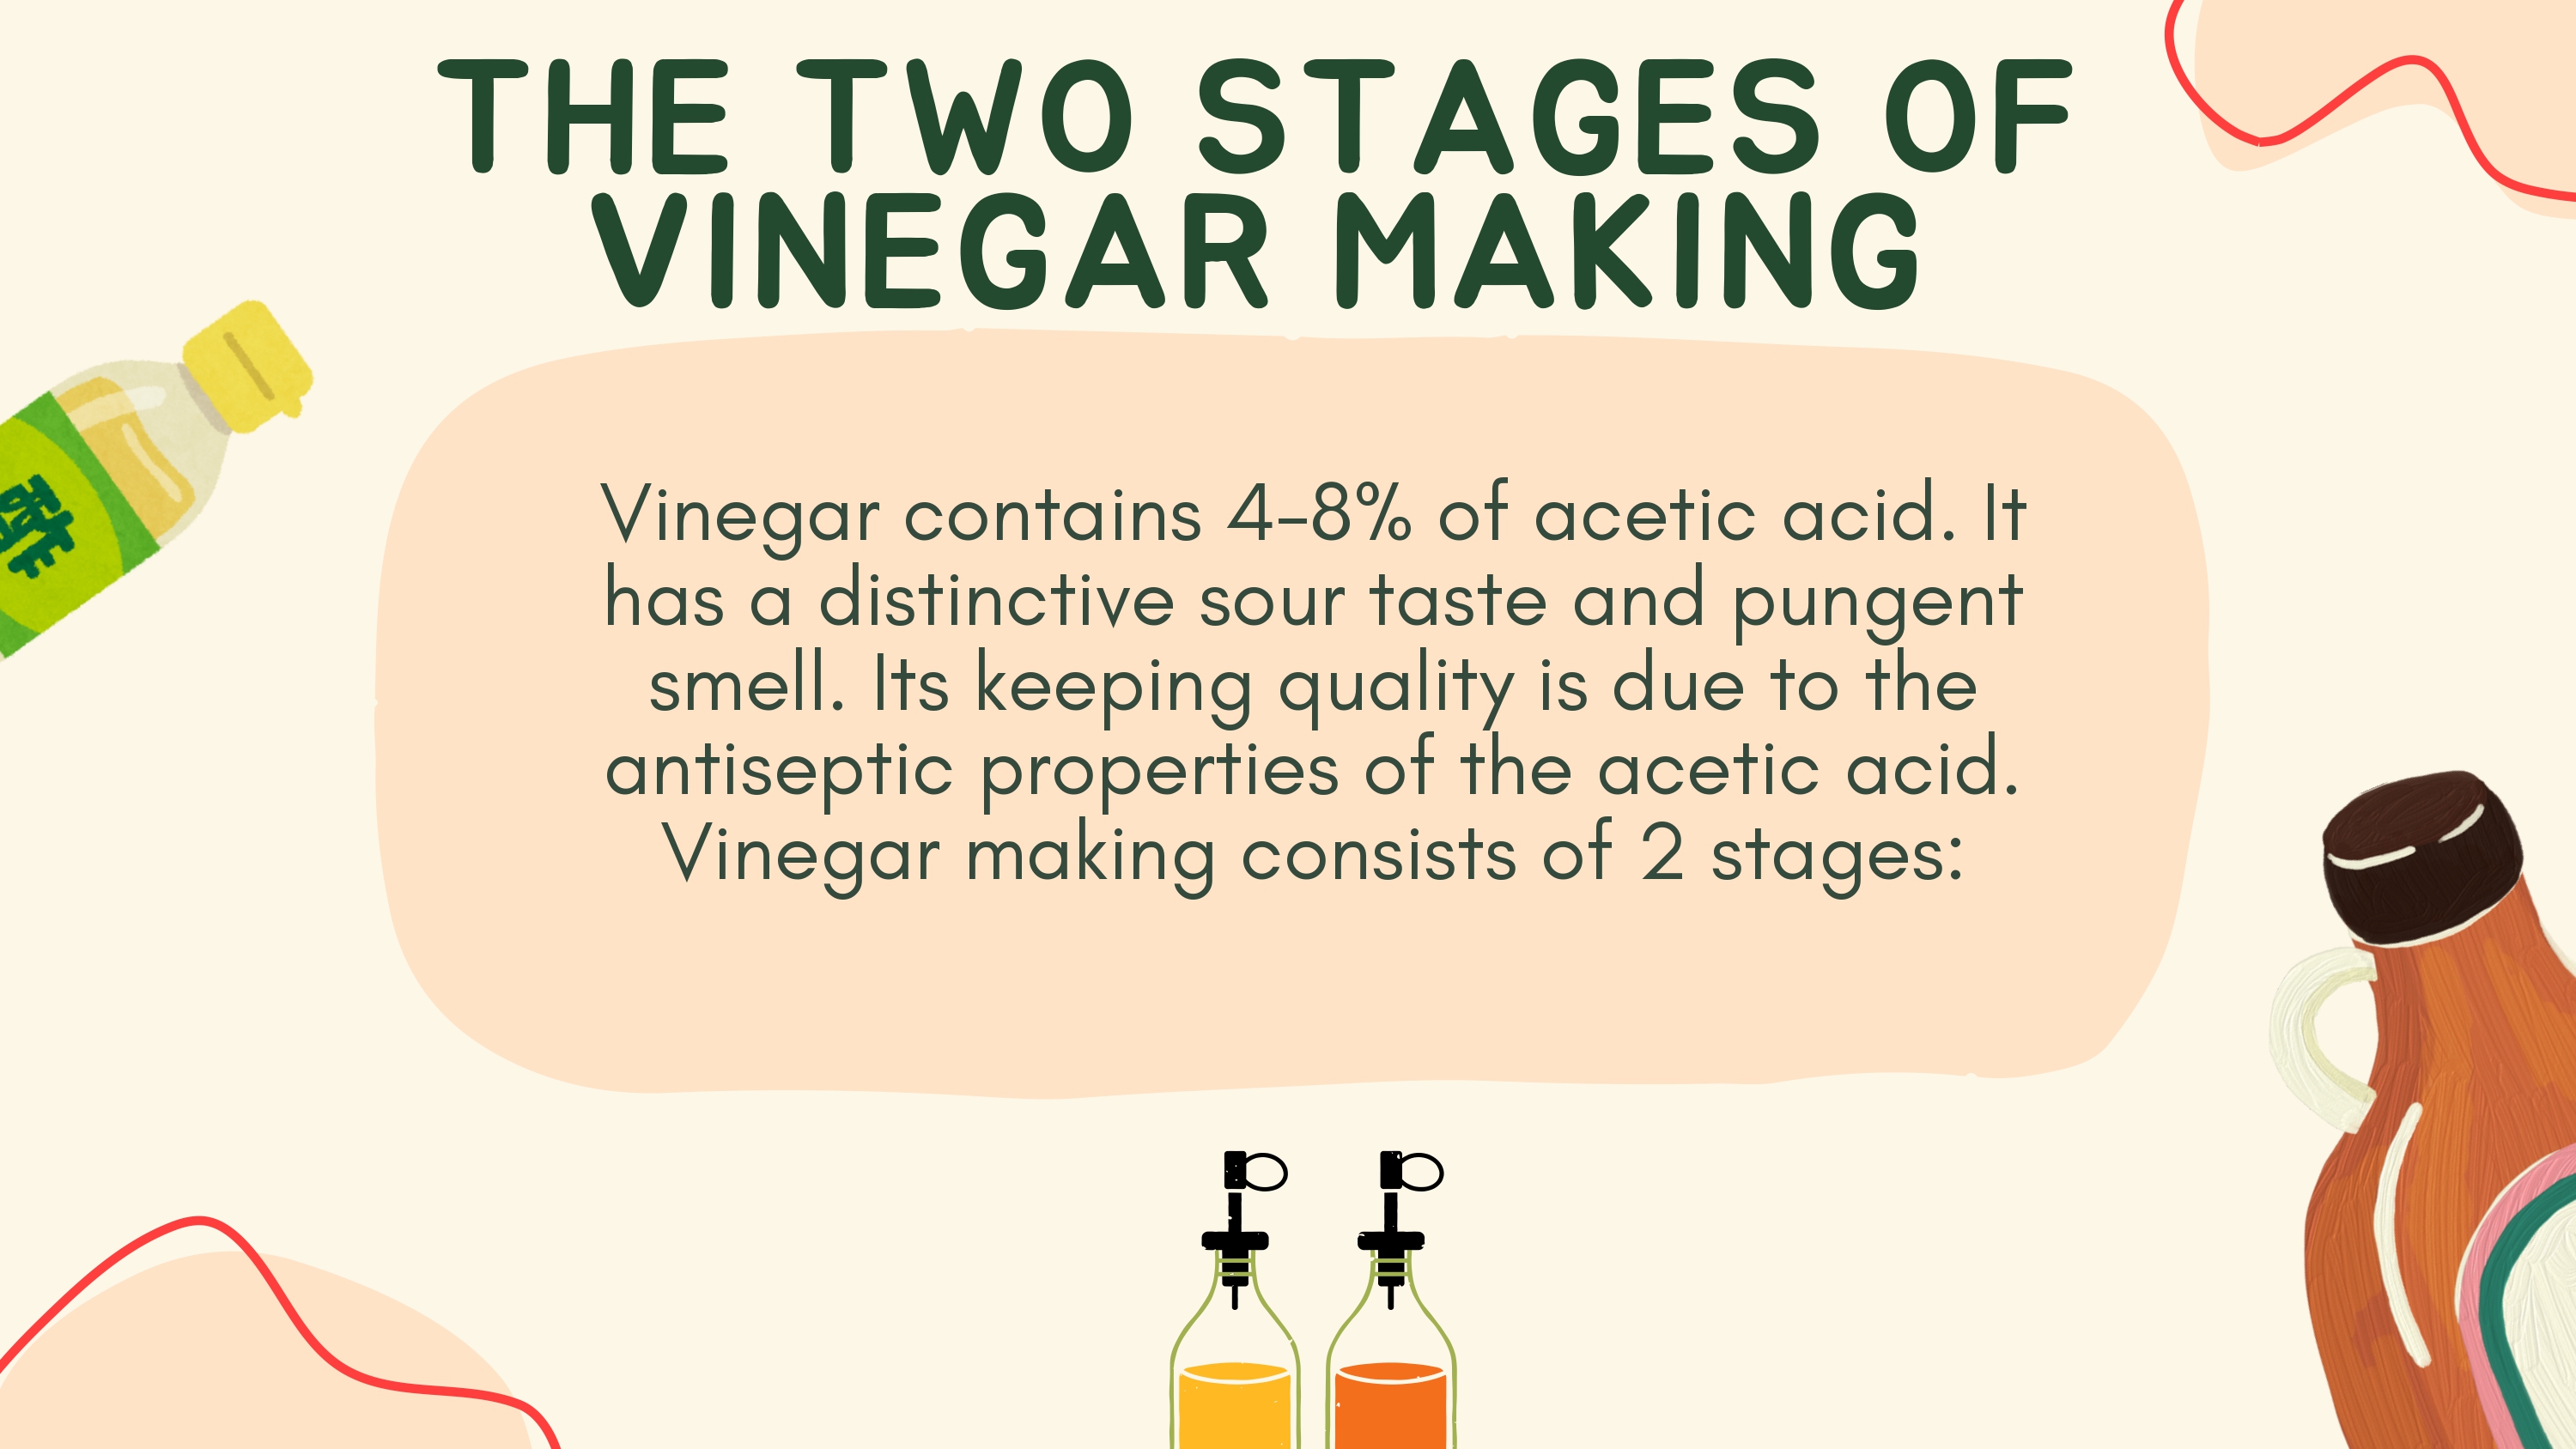 THE TWO STAGES OF
VINEGAR MAKING
酢
Vinegar contains 4-8% of acetic acid. It
has a distinctive sour taste and pungent
smell. Its keeping quality is due to the
antiseptic properties of the acetic acid.
Vinegar making consists of 2 stages: